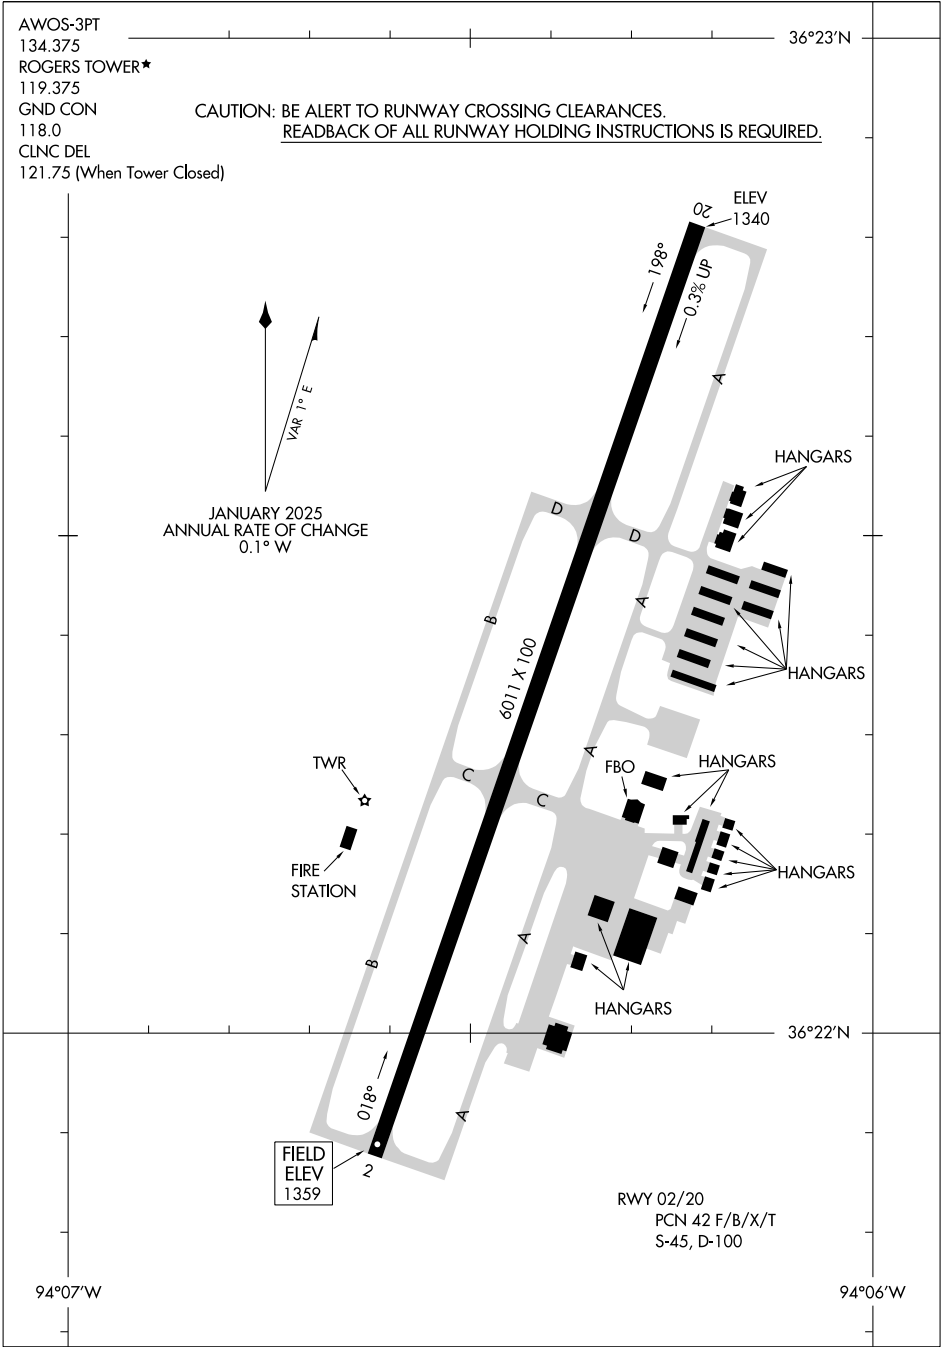 AWOS-3PT
134.375
ROGERS TOWER★
119.375
GND CON
118.0
CLNC DEL
121.75 (When Tower Closed)
36°23'N
CAUTION: BE ALERT TO RUNWAY CROSSING CLEARANCES.
READBACK OF ALL RUNWAY HOLDING INSTRUCTIONS IS REQUIRED.
ELEV
1340
20
198°
0.3% UP
VAR 1° E
A
JANUARY 2025
ANNUAL RATE OF CHANGE
0.1° W
HANGARS
D
D
A
B
6011 X 100
HANGARS
A
TWR
FBO
HANGARS
C
C
FIRE
STATION
HANGARS
A
B
HANGARS
36°22'N
018°
A
FIELD
ELEV
1359
2
RWY 02/20
PCN 42 F/B/X/T
S-45, D-100
94°07'W
94°06'W